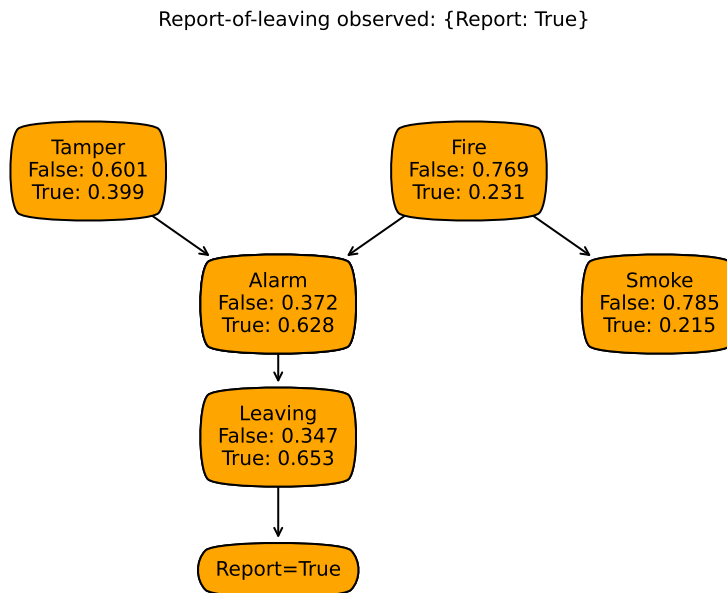 Report-of-leaving observed: {Report: True}
Tamper
False: 0.601
True: 0.399
Fire
False: 0.769
True: 0.231
Alarm
False: 0.372
True: 0.628
Smoke
False: 0.785
True: 0.215
Leaving
False: 0.347
True: 0.653
Report=True